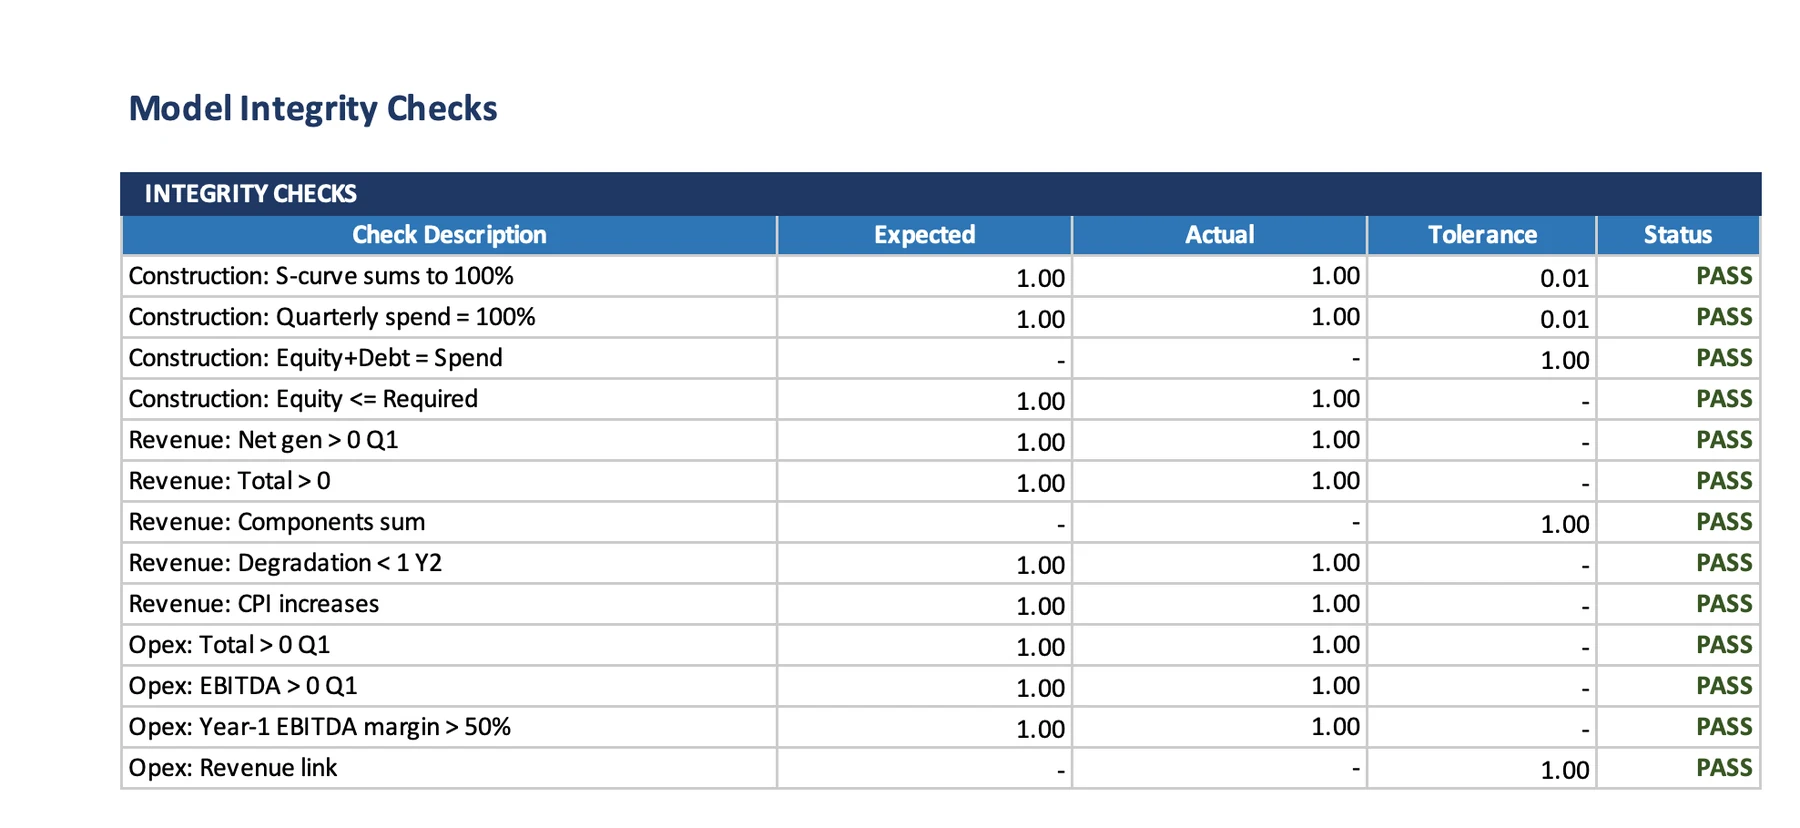 Model Integrity Checks
INTEGRITY CHECKS
Check Description Expected Actual Tolerance Status
Construction: S-curve sums to 100% 1.00 1.00 0.01 PASS
Construction: Quarterly spend = 100% 1.00 1.00 0.01 PASS
Construction: Equity+Debt = Spend - - 1.00 PASS
Construction: Equity <= Required 1.00 1.00 - PASS
Revenue: Net gen > 0 Q1 1.00 1.00 - PASS
Revenue: Total > 0 1.00 1.00 - PASS
Revenue: Components sum - - 1.00 PASS
Revenue: Degradation < 1 Y2 1.00 1.00 - PASS
Revenue: CPI increases 1.00 1.00 - PASS
Opex: Total > 0 Q1 1.00 1.00 - PASS
Opex: EBITDA > 0 Q1 1.00 1.00 - PASS
Opex: Year-1 EBITDA margin > 50% 1.00 1.00 - PASS
Opex: Revenue link - - 1.00 PASS